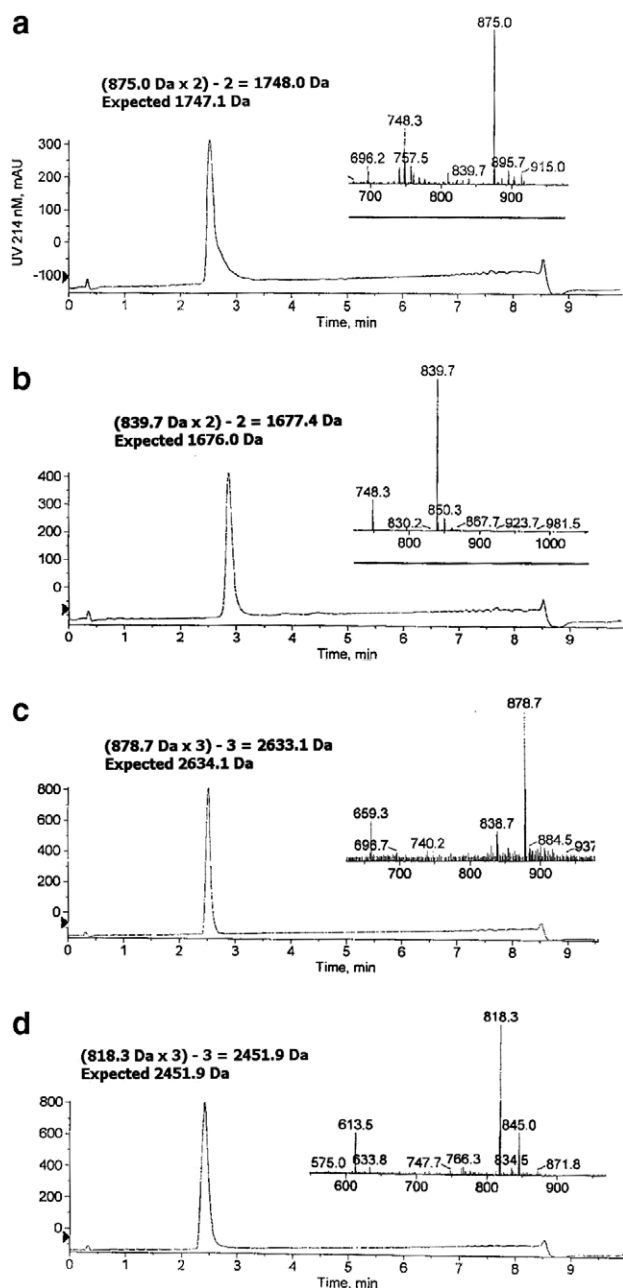 a
(875.0 Da x 2) - 2 = 1748.0 Da
Expected 1747.1 Da
875.0
748.3
696.2
757.5
839.7
895.7
915.0
700 800 900
UV 214 nM, mAU
300
200
100
0
-100
0 1 2 3 4 5 6 7 8 9
Time, min
b
(839.7 Da x 2) - 2 = 1677.4 Da
Expected 1676.0 Da
839.7
748.3
830.2
850.3
867.7
923.7
981.5
800 900 1000
400
300
200
100
0
0 1 2 3 4 5 6 7 8 9
Time, min
c
(878.7 Da x 3) - 3 = 2633.1 Da
Expected 2634.1 Da
878.7
659.3
696.7
740.2
838.7
884.5
937
700 800 900
800
600
400
200
0
0 1 2 3 4 5 6 7 8 9
Time, min
d
(818.3 Da x 3) - 3 = 2451.9 Da
Expected 2451.9 Da
818.3
613.5
845.0
575.0
633.8
747.7
766.3
834.5
871.8
600 700 800 900
800
600
400
200
0
0 1 2 3 4 5 6 7 8 9
Time, min